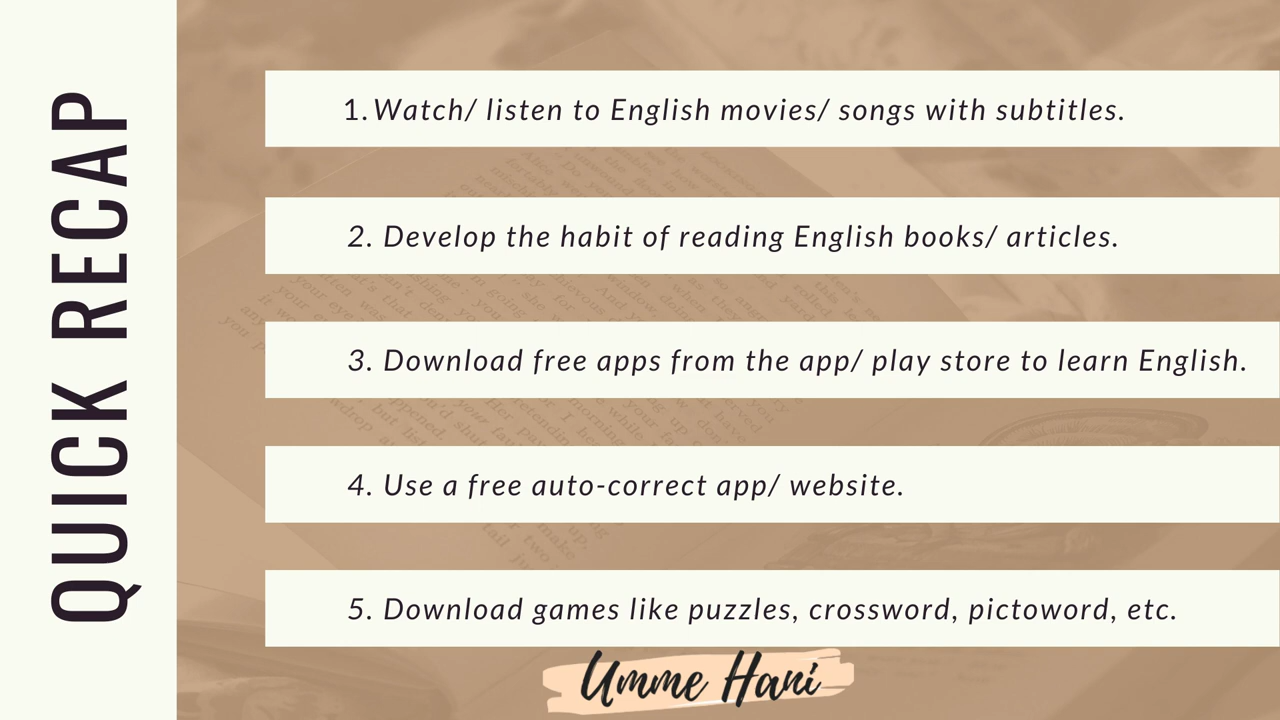 QUICK RECAP
1. Watch/ listen to English movies/ songs with subtitles.
2. Develop the habit of reading English books/ articles.
3. Download free apps from the app/ play store to learn English.
4. Use a free auto-correct app/ website.
5. Download games like puzzles, crossword, pictoword, etc.
Umme Hani